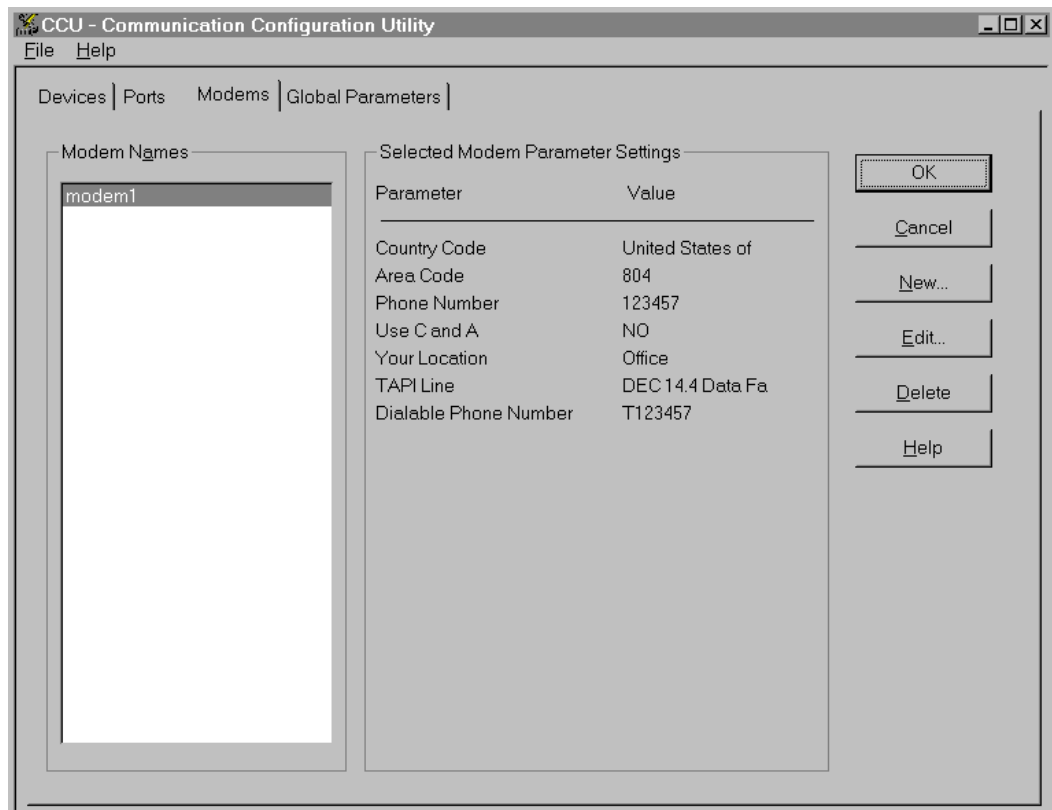 CCU - Communication Configuration Utility
File Help
Devices Ports Modems Global Parameters
Modem Names
modem1
Selected Modem Parameter Settings
Parameter Value
Country Code United States of
Area Code 804
Phone Number 123457
Use C and A NO
Your Location Office
TAPI Line DEC 14.4 Data Fa
Dialable Phone Number T123457
OK
Cancel
New...
Edit...
Delete
Help